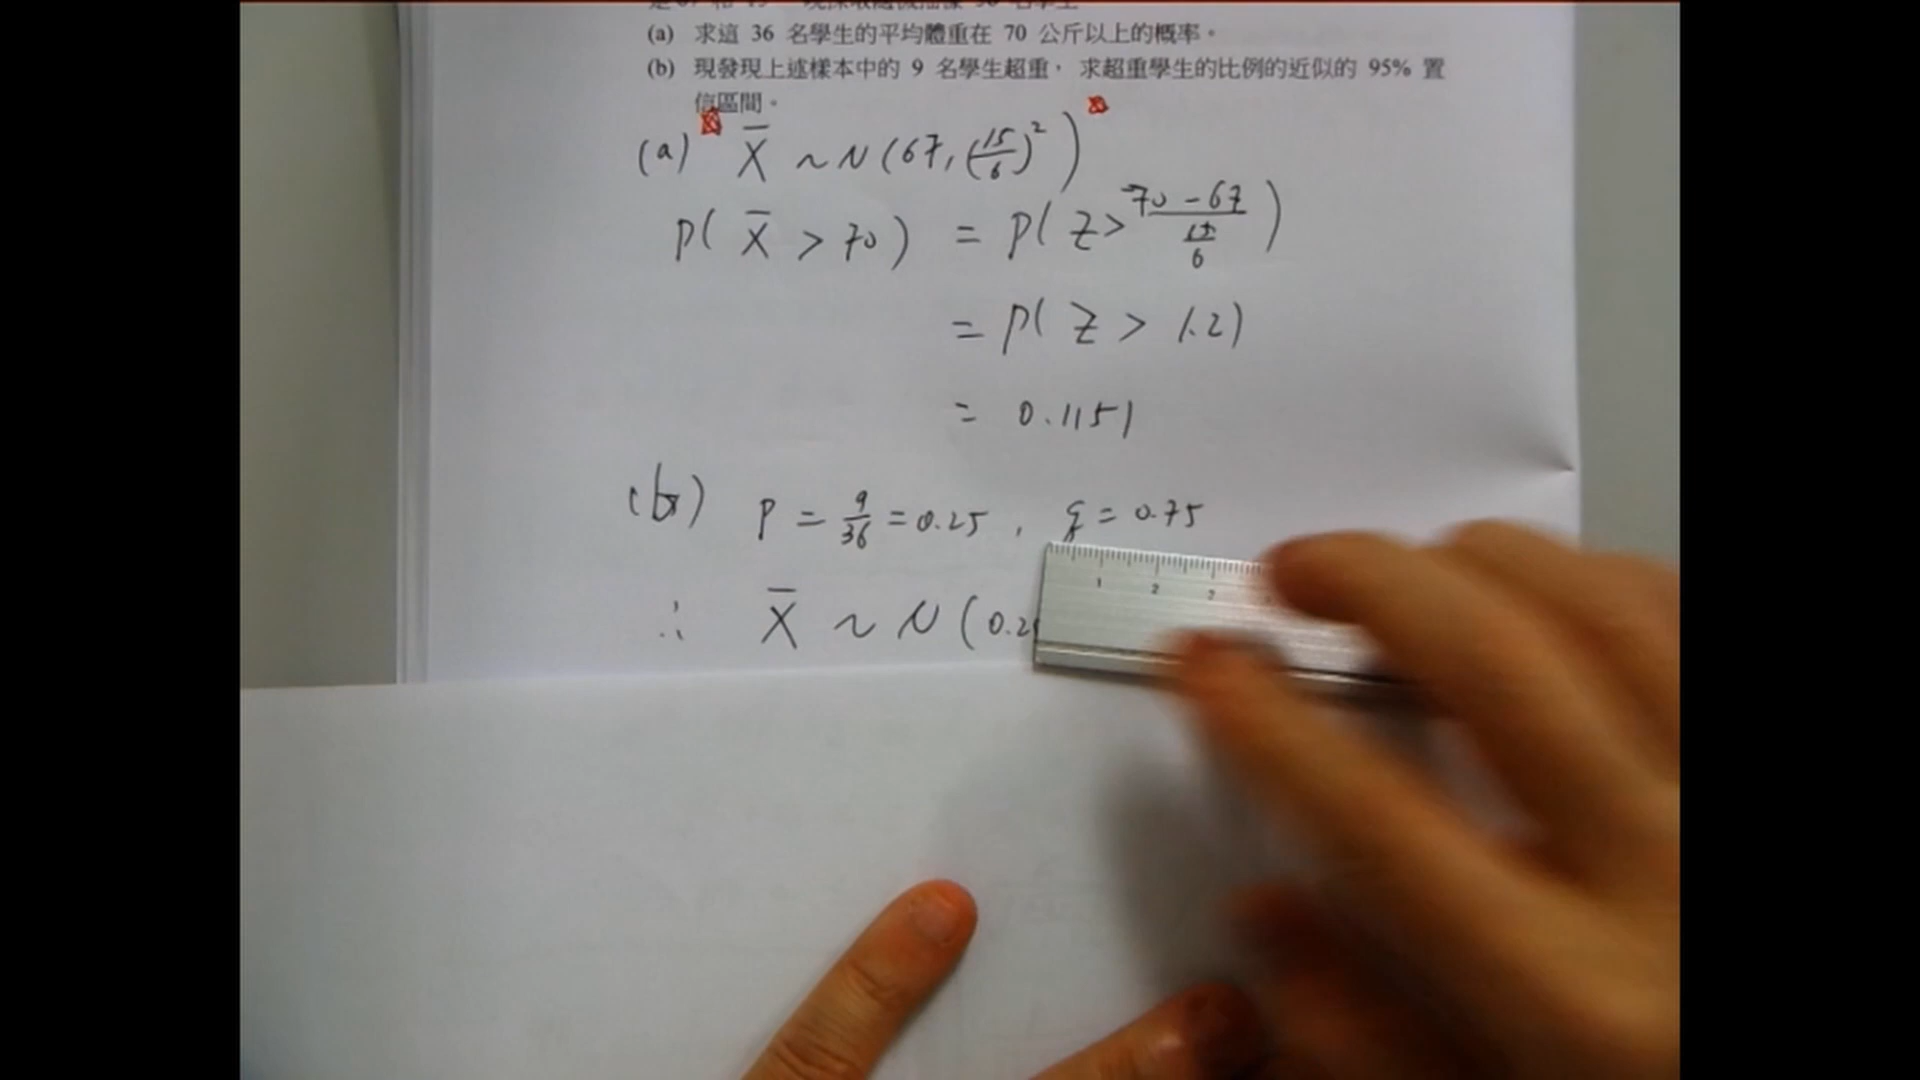 (a) 求這 36 名學生的平均體重在 70 公斤以上的概率。
(b) 現發現上述樣本中的 9 名學生超重, 求超重學生的比例的近似的 95% 置
信區間。
(a) X̄ ~ N(67, (15/6)²)
P( X̄ > 70 ) = P( Z > (70 - 67)/(15/6) )
= P( Z > 1.2)
= 0.1151
(b) P = 9/36 = 0.25 , q = 0.75
∴ X̄ ~ N (0.2
1 2